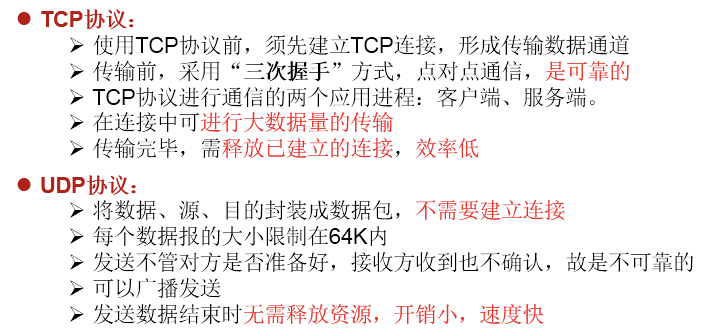 ● TCP协议：
➢ 使用TCP协议前，须先建立TCP连接，形成传输数据通道
➢ 传输前，采用“三次握手”方式，点对点通信，是可靠的
➢ TCP协议进行通信的两个应用进程：客户端、服务端。
➢ 在连接中可进行大数据量的传输
➢ 传输完毕，需释放已建立的连接，效率低
● UDP协议：
➢ 将数据、源、目的封装成数据包，不需要建立连接
➢ 每个数据报的大小限制在64K内
➢ 发送不管对方是否准备好，接收方收到也不确认，故是不可靠的
➢ 可以广播发送
➢ 发送数据结束时无需释放资源，开销小，速度快